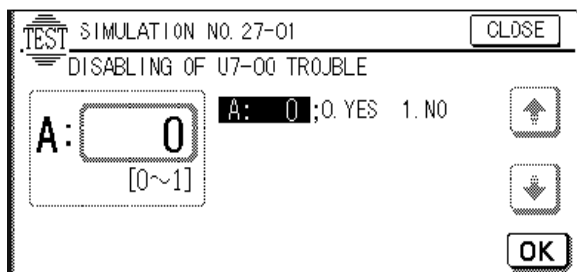 TEST SIMULATION NO. 27-01 CLOSE
DISABLING OF U7-00 TROJBLE
A: 0 A: 0 ;0. YES 1. NO
[0～1]
OK